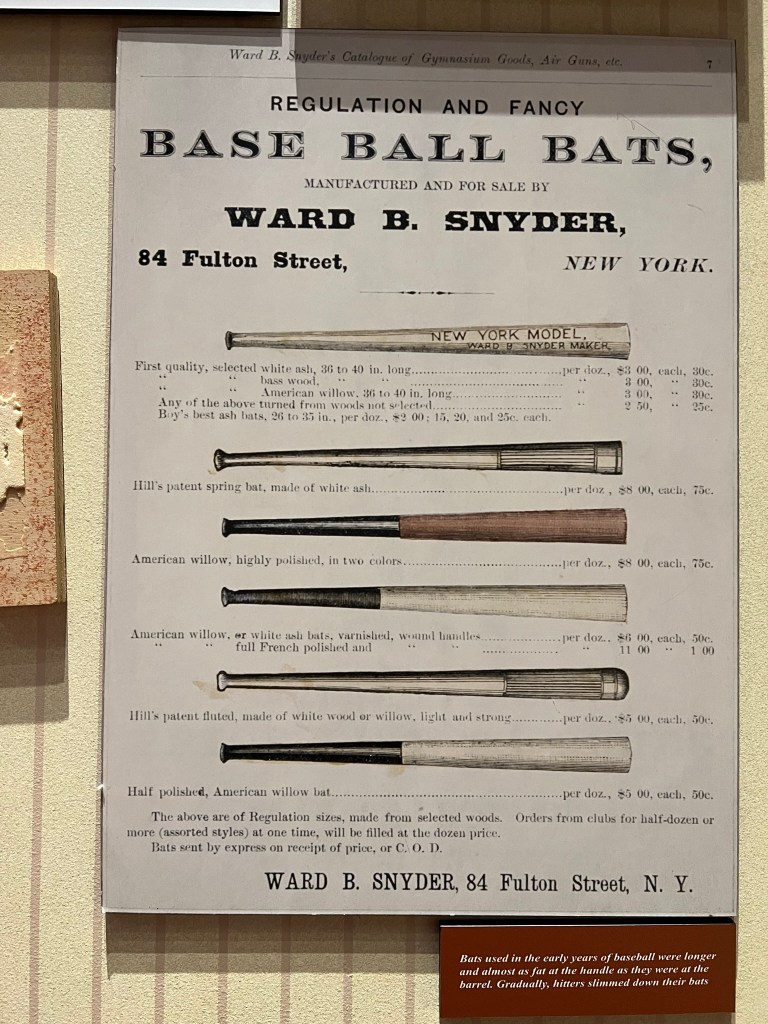 Ward B. Snyder's Catalogue of Gymnasium Goods, Air Guns, etc. 7
REGULATION AND FANCY
BASE BALL BATS,
MANUFACTURED AND FOR SALE BY
WARD B. SNYDER,
84 Fulton Street, NEW YORK.
NEW YORK MODEL,
WARD B SNYDER MAKER.
First quality, selected white ash, 36 to 40 in. long....................per doz., $3 00, each, 30c.
" " bass wood, " " .................... " 3 00, " 30c.
" American willow, 36 to 40 in. long.................... " 3 00, " 30c.
Any of the above turned from woods not selected.................... " 2 50, " 25c.
Boy's best ash bats, 26 to 35 in., per doz., $2 00; 15, 20, and 25c. each.
Hill's patent spring bat, made of white ash....................per doz , $8 00, each, 75c.
American willow, highly polished, in two colors....................per doz., $8 00, each, 75c.
American willow, or white ash bats, varnished, wound handles....................per doz., $6 00, each, 50c.
" " full French polished and " " .................... " 11 00 " 1 00
Hill's patent fluted, made of white wood or willow, light and strong....................per doz., $5 00, each, 50c.
Half polished, American willow bat....................per doz., $5 00, each, 50c.
The above are of Regulation sizes, made from selected woods. Orders from clubs for half-dozen or
more (assorted styles) at one time, will be filled at the dozen price.
Bats sent by express on receipt of price, or C. O. D.
WARD B. SNYDER, 84 Fulton Street, N. Y.
Bats used in the early years of baseball were longer
and almost as fat at the handle as they were at the
barrel. Gradually, hitters slimmed down their bats